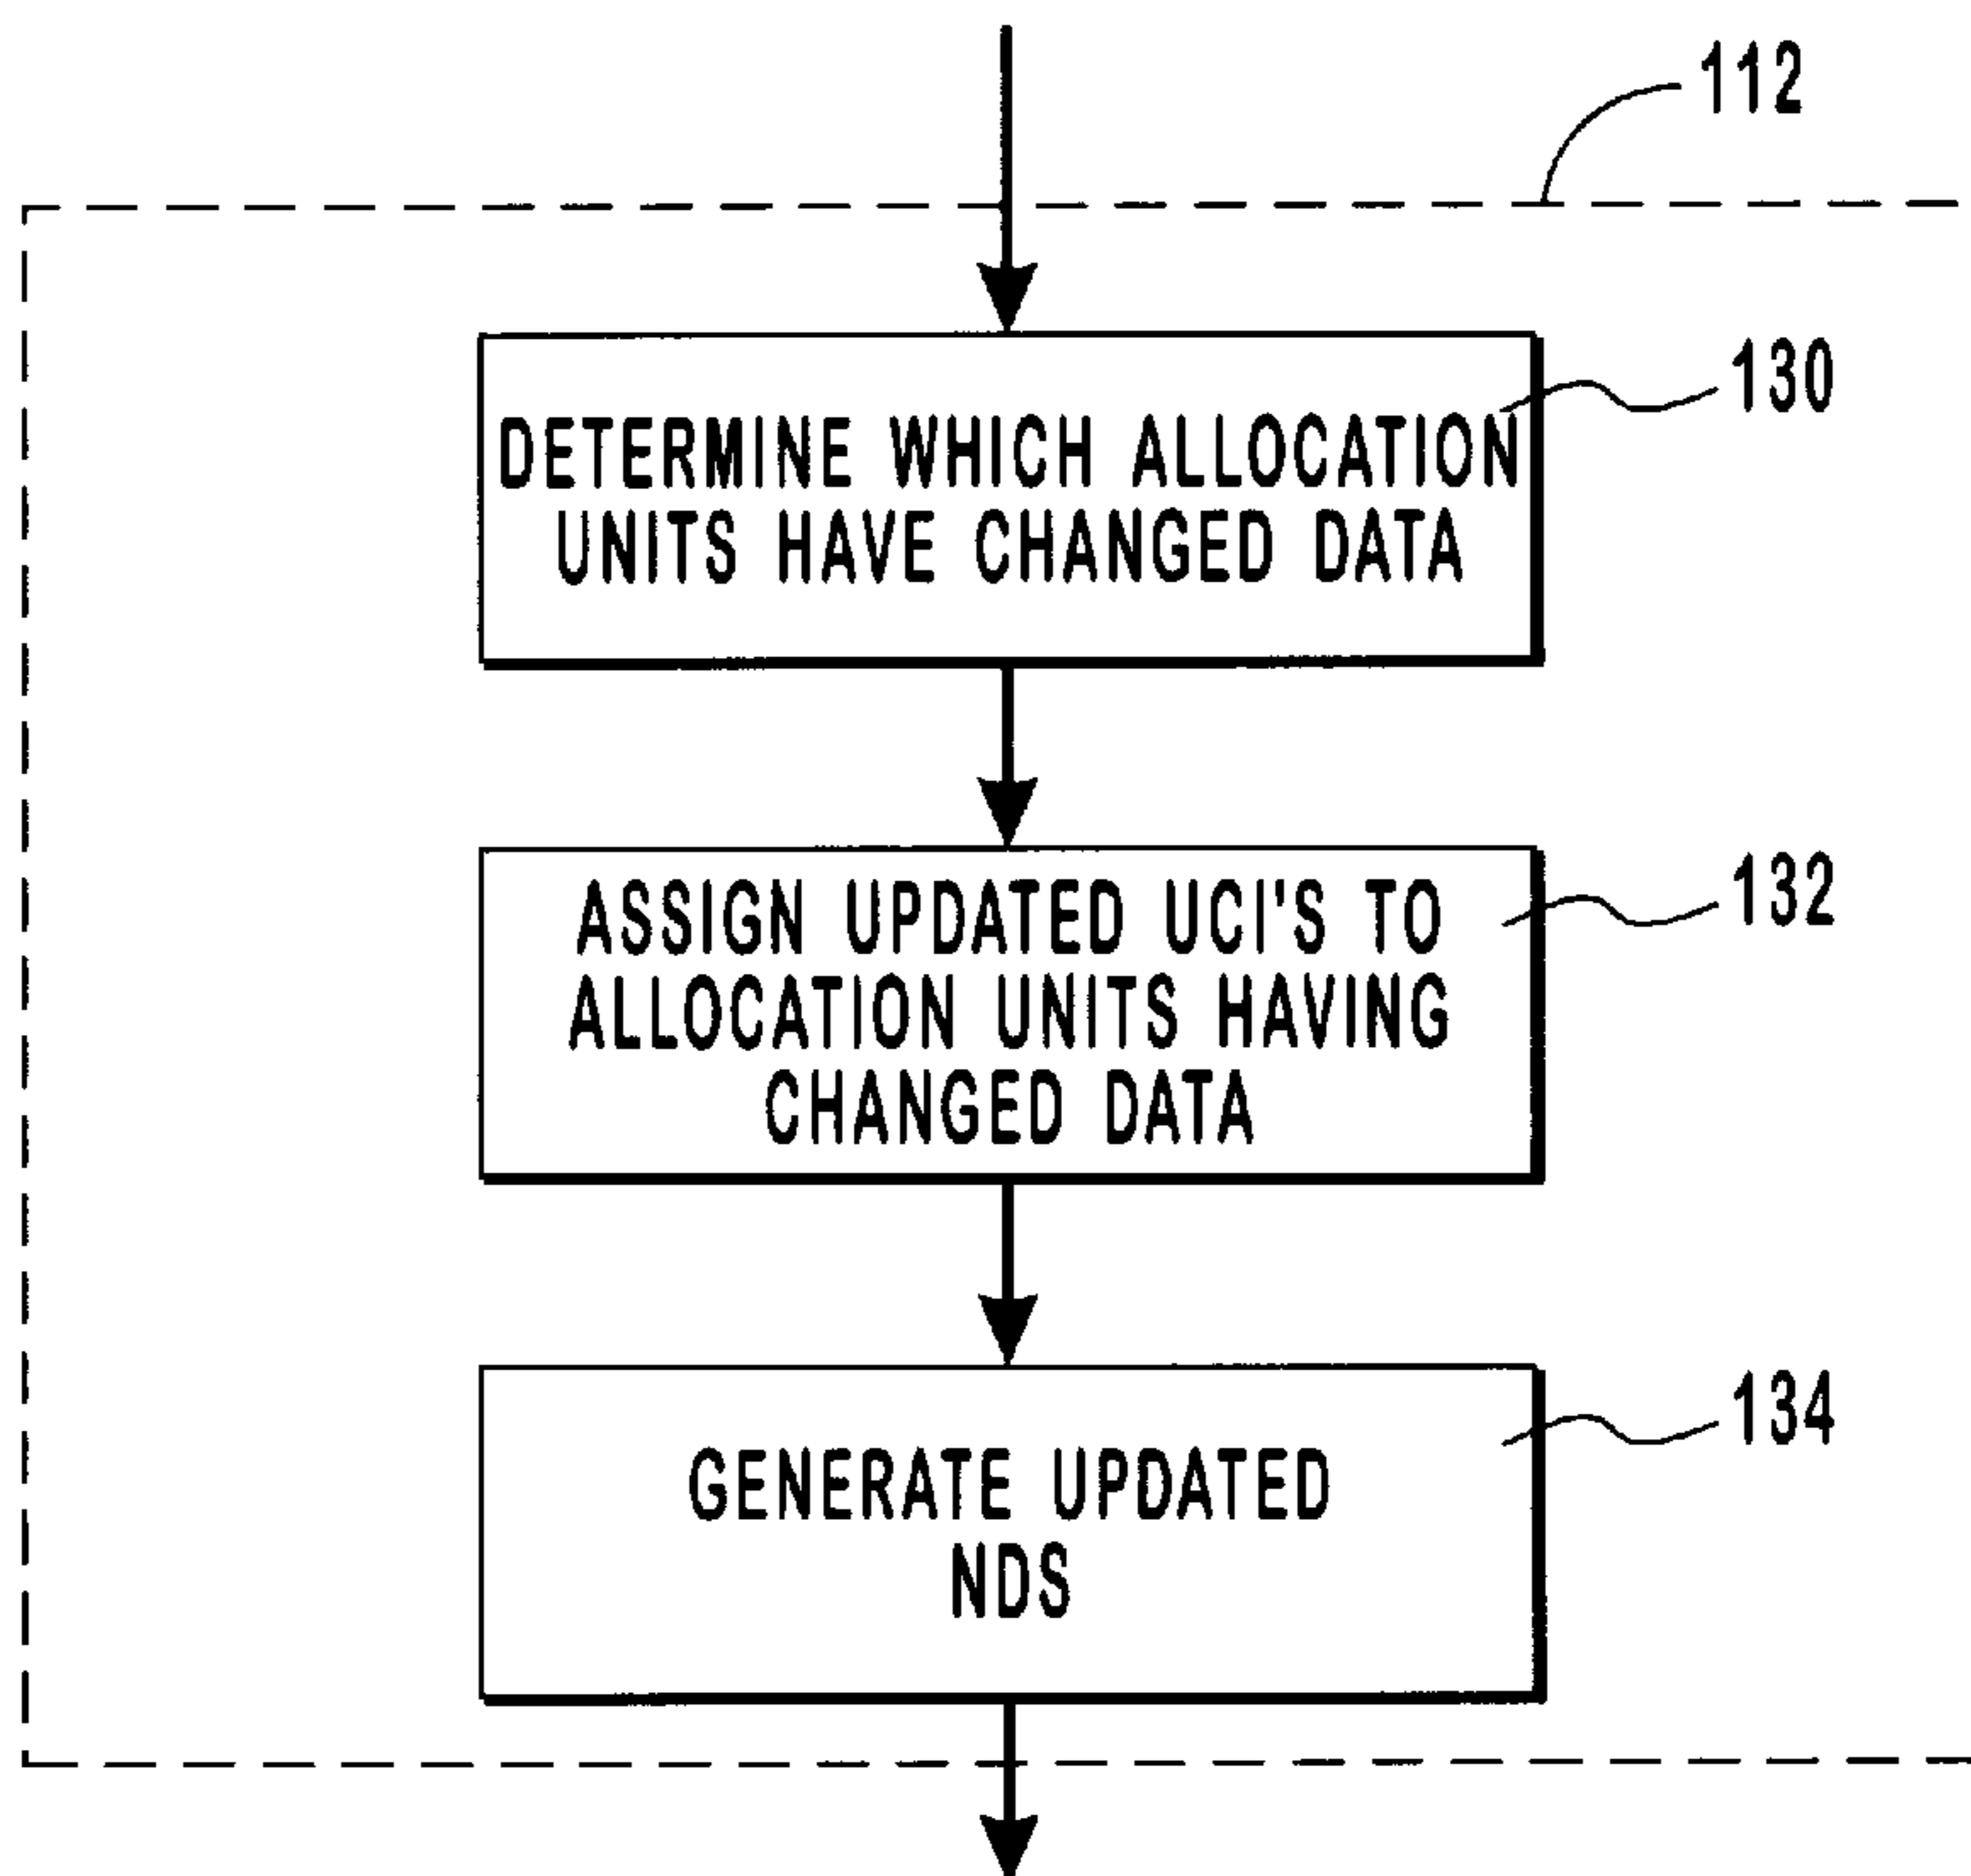 112
130
DETERMINE WHICH ALLOCATION
UNITS HAVE CHANGED DATA
132
ASSIGN UPDATED UCI'S TO
ALLOCATION UNITS HAVING
CHANGED DATA
134
GENERATE UPDATED
NDS